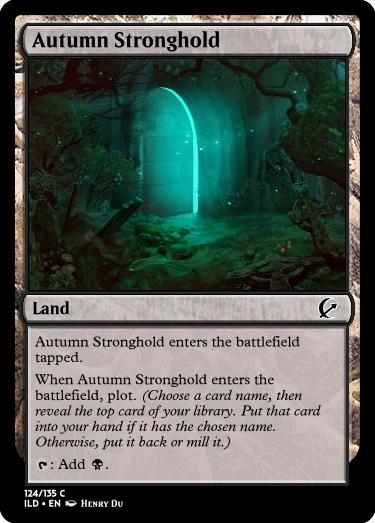 Autumn Stronghold
Land
Autumn Stronghold enters the battlefield
tapped.
When Autumn Stronghold enters the
battlefield, plot. (Choose a card name, then
reveal the top card of your library. Put that card
into your hand if it has the chosen name.
Otherwise, put it back or mill it.)
: Add .
124/135 C
ILD • EN Henry Du